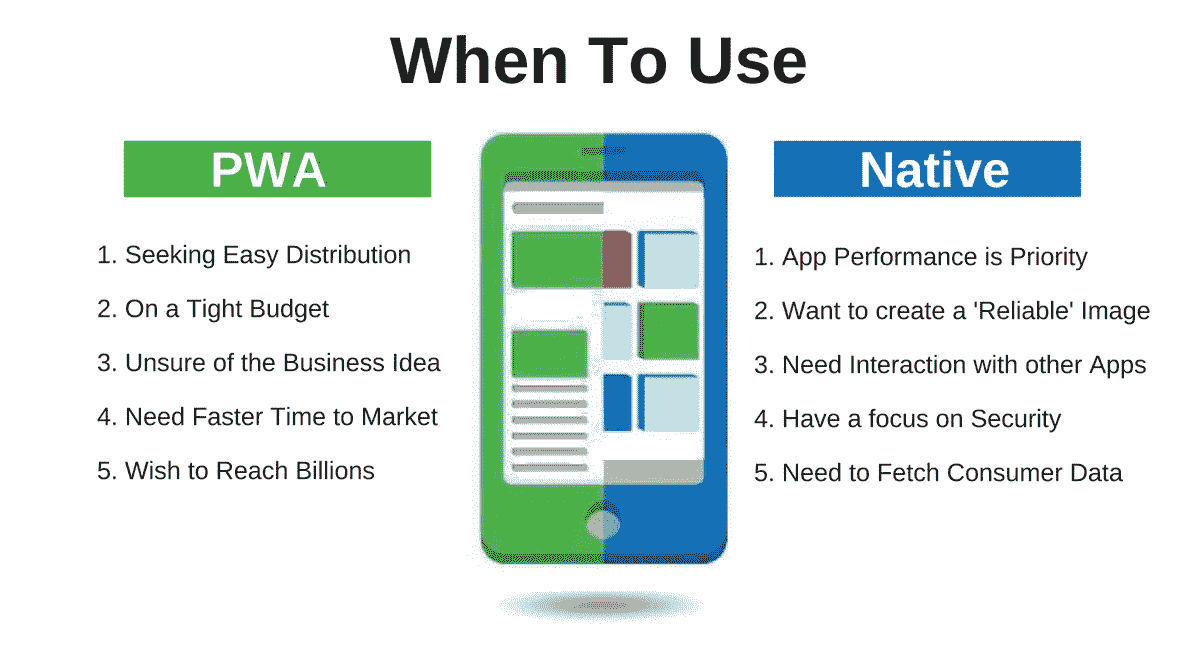 When To Use
PWA
1. Seeking Easy Distribution
2. On a Tight Budget
3. Unsure of the Business Idea
4. Need Faster Time to Market
5. Wish to Reach Billions
Native
1. App Performance is Priority
2. Want to create a 'Reliable' Image
3. Need Interaction with other Apps
4. Have a focus on Security
5. Need to Fetch Consumer Data